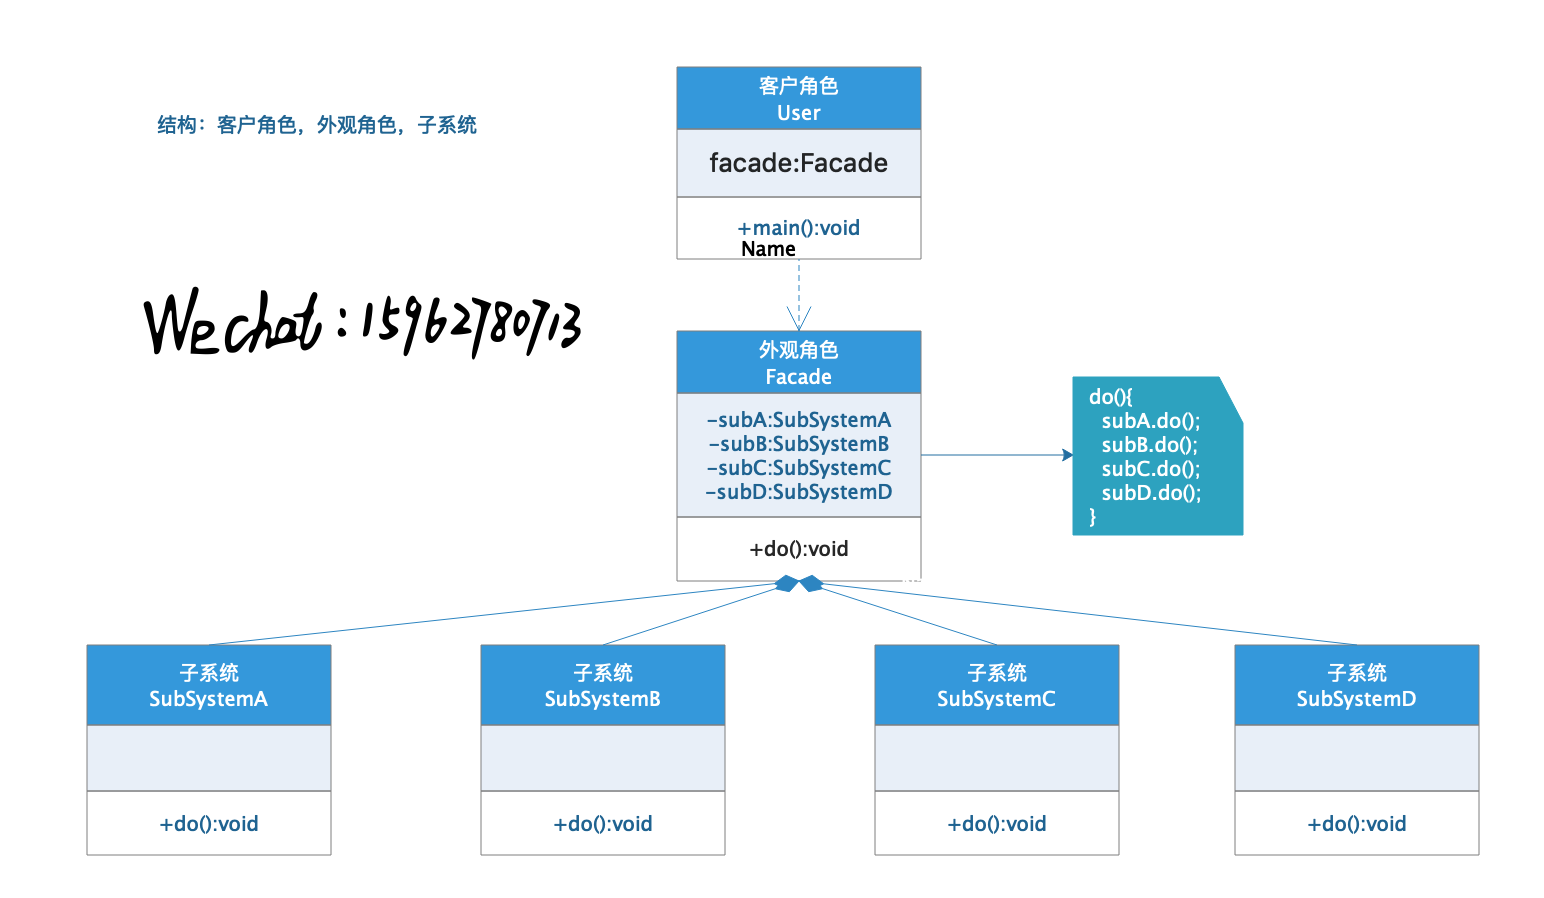 结构：客户角色，外观角色，子系统
客户角色
User
facade:Facade
+main():void
Name
Wechat:15962780713
外观角色
Facade
-subA:SubSystemA
-subB:SubSystemB
-subC:SubSystemC
-subD:SubSystemD
+do():void
do(){
subA.do();
subB.do();
subC.do();
subD.do();
}
子系统
SubSystemA
+do():void
子系统
SubSystemB
+do():void
子系统
SubSystemC
+do():void
子系统
SubSystemD
+do():void